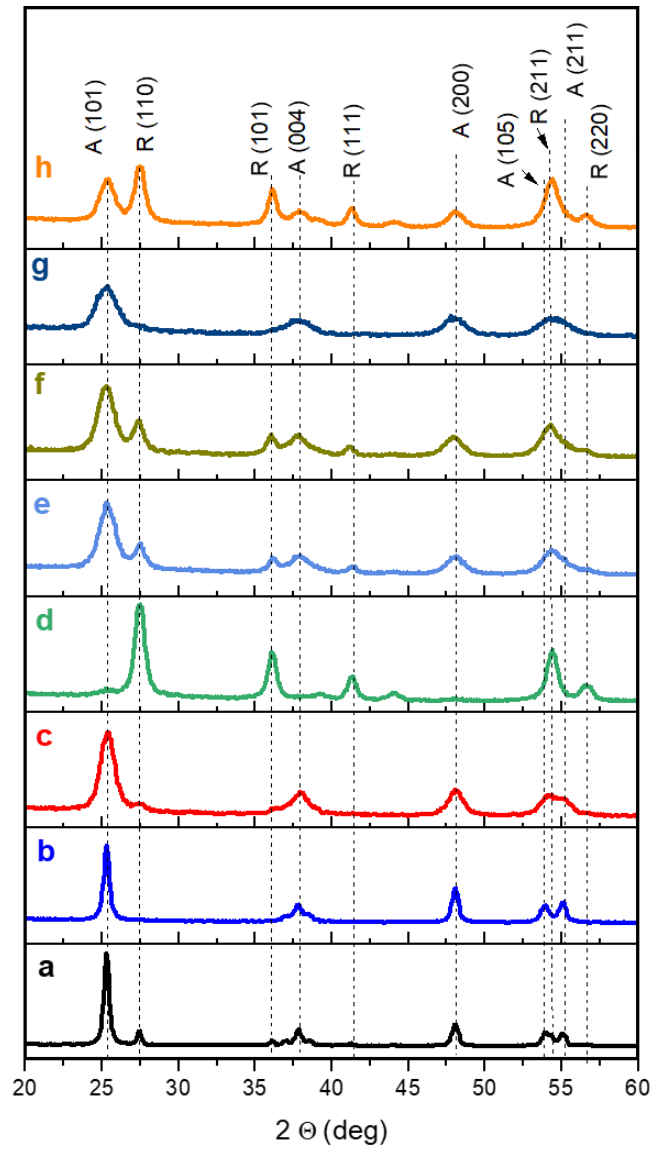 A (101)
R (110)
R (101)
A (004)
R (111)
A (200)
A (105)
R (211)
A (211)
R (220)
h
g
f
e
d
c
b
a
20 25 30 35 40 45 50 55 60
2 Θ (deg)